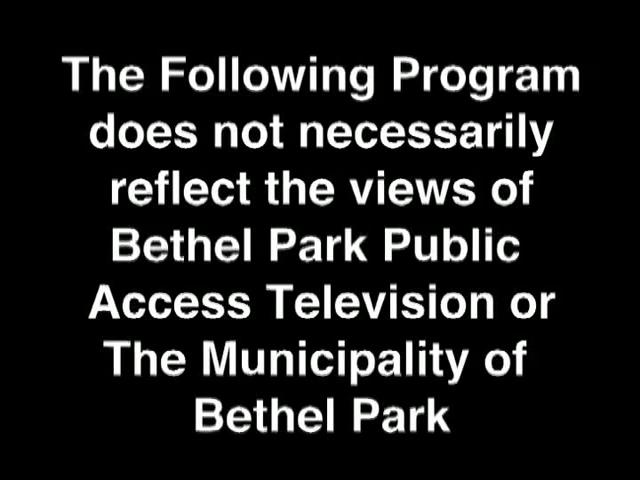 The Following Program
does not necessarily
reflect the views of
Bethel Park Public
Access Television or
The Municipality of
Bethel Park